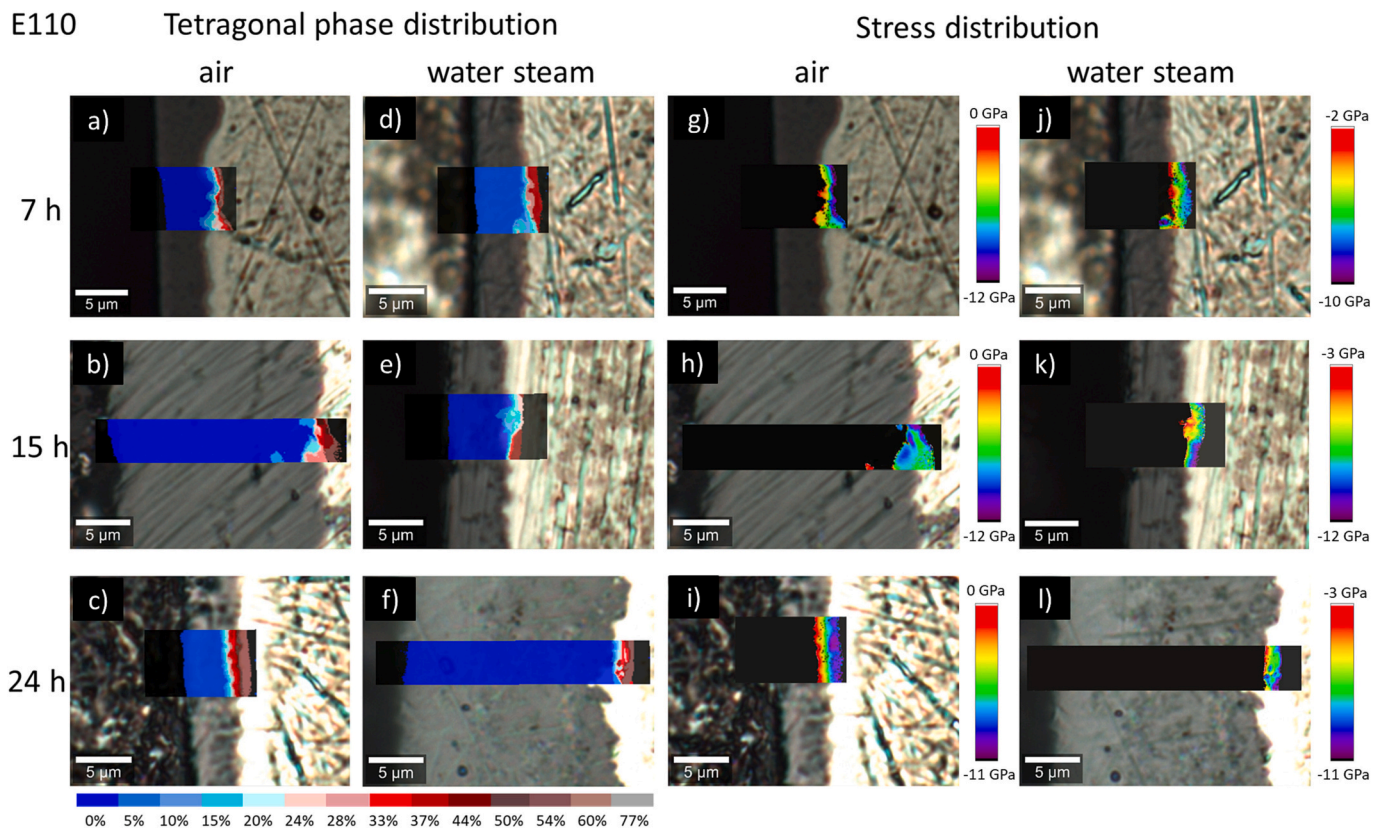 E110 Tetragonal phase distribution Stress distribution
air water steam air water steam
a) d) g) j)
0 GPa -2 GPa
7 h
-12 GPa -10 GPa
5 µm 5 µm 5 µm 5 µm
b) e) h) k)
0 GPa -3 GPa
15 h
5 µm 5 µm 5 µm 5 µm
-12 GPa -12 GPa
c) f) i) l)
0 GPa -3 GPa
24 h
5 µm 5 µm 5 µm 5 µm
-11 GPa -11 GPa
0% 5% 10% 15% 20% 24% 28% 33% 37% 44% 50% 54% 60% 77%